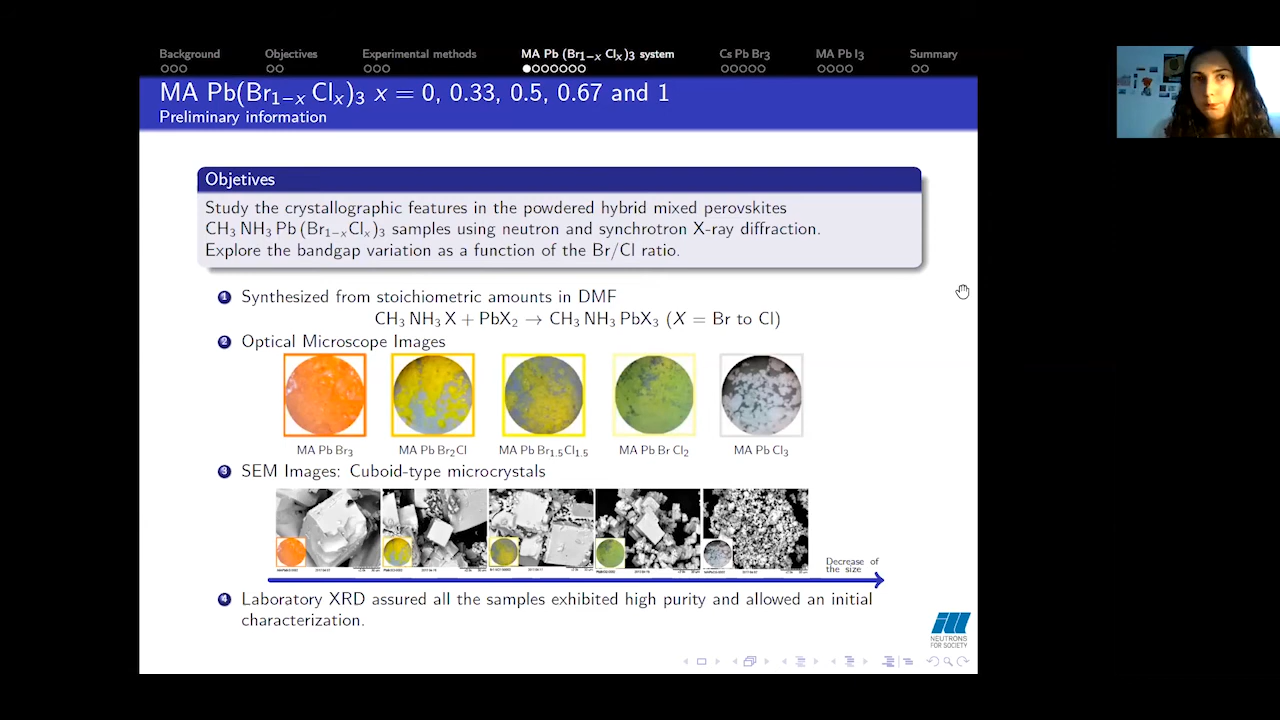 Background Objectives Experimental methods MA Pb (Br1−x Clx)3 system Cs Pb Br3 MA Pb I3 Summary
MA Pb(Br1−x Clx)3 x = 0, 0.33, 0.5, 0.67 and 1
Preliminary information
Objetives
Study the crystallographic features in the powdered hybrid mixed perovskites
CH3 NH3 Pb (Br1−xClx)3 samples using neutron and synchrotron X-ray diffraction.
Explore the bandgap variation as a function of the Br/Cl ratio.
1 Synthesized from stoichiometric amounts in DMF
CH3 NH3 X + PbX2 → CH3 NH3 PbX3 (X = Br to Cl)
2 Optical Microscope Images
MA Pb Br3 MA Pb Br2Cl MA Pb Br1.5Cl1.5 MA Pb Br Cl2 MA Pb Cl3
3 SEM Images: Cuboid-type microcrystals
Decrease of
the size
4 Laboratory XRD assured all the samples exhibited high purity and allowed an initial
characterization.
ill
NEUTRONS
FOR SOCIETY